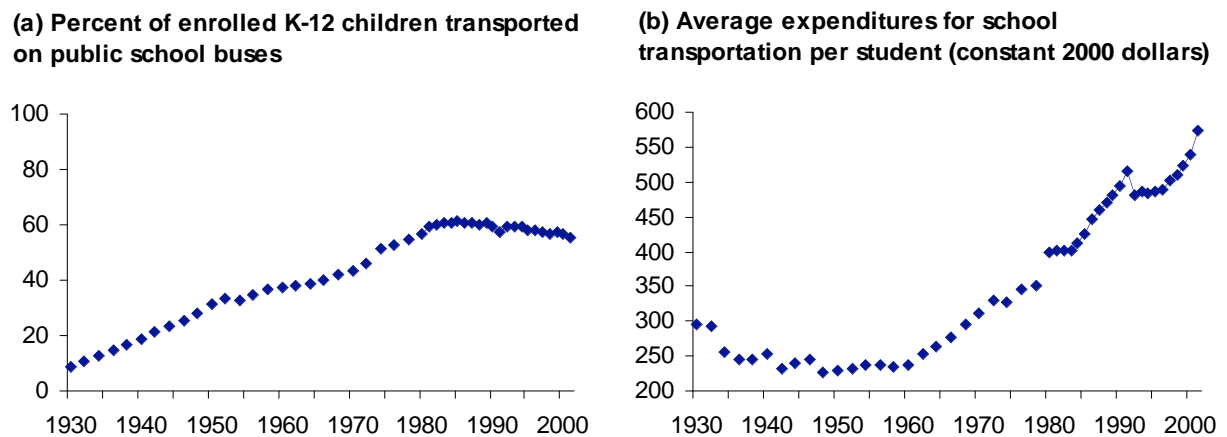 (a) Percent of enrolled K-12 children transported
on public school buses
100
80
60
40
20
0
1930 1940 1950 1960 1970 1980 1990 2000
(b) Average expenditures for school
transportation per student (constant 2000 dollars)
600
550
500
450
400
350
300
250
200
1930 1940 1950 1960 1970 1980 1990 2000